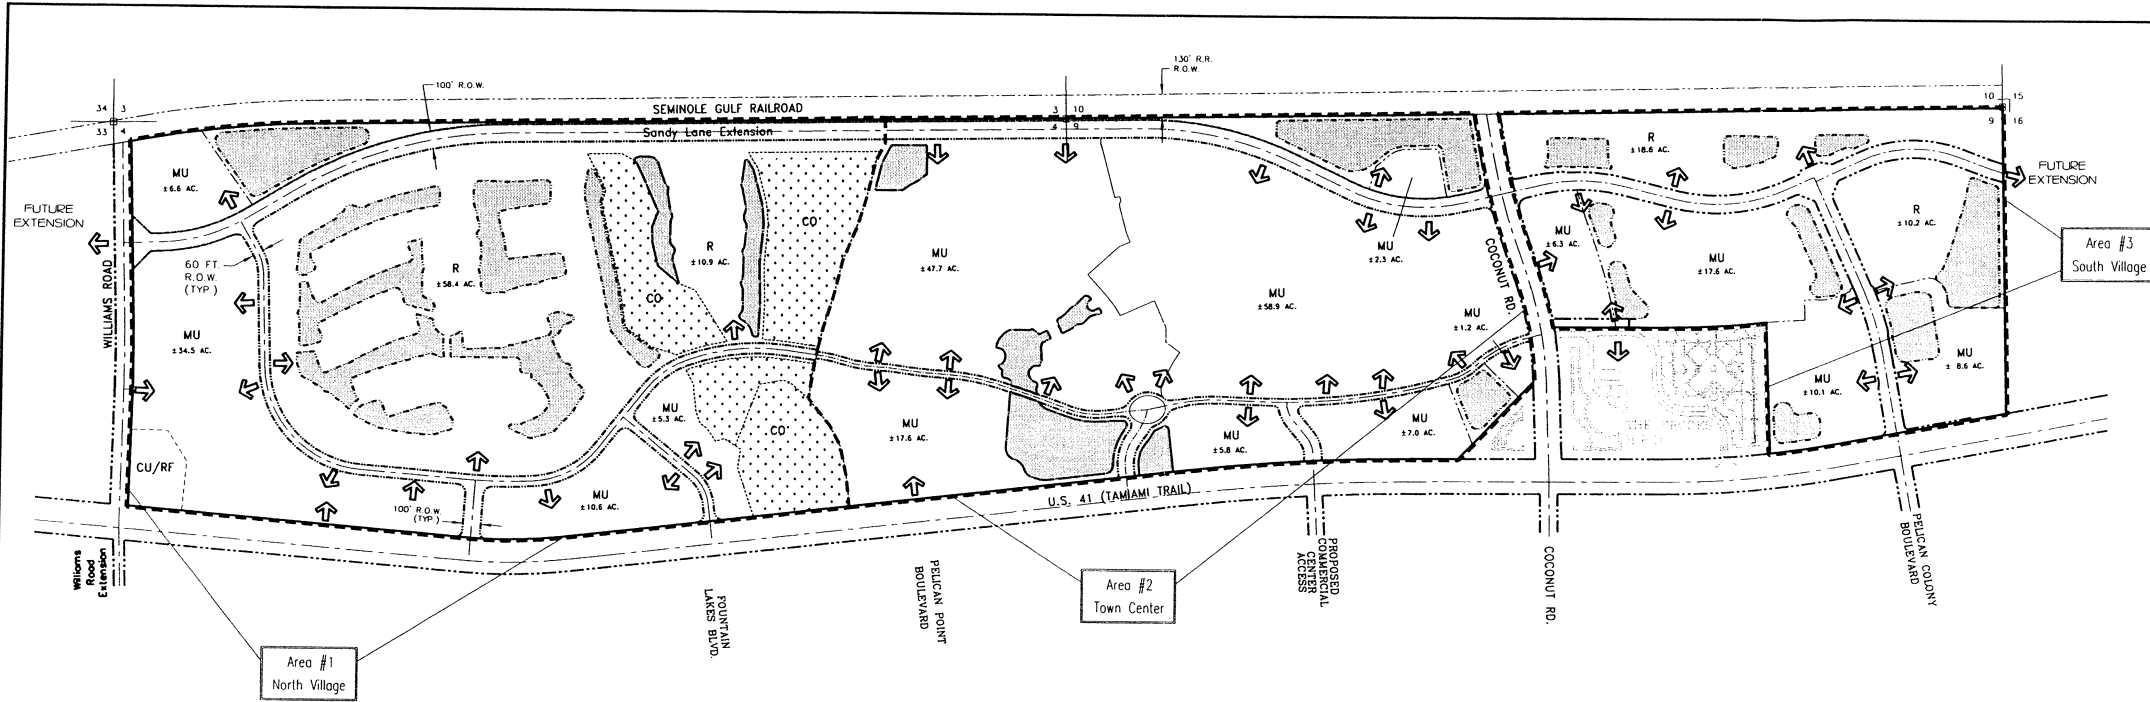 130' R.R.
R.O.W.
100' R.O.W.
SEMINOLE GULF RAILROAD
Sandy Lane Extension
34
3
33
4
3
10
4
9
10
15
9
16
MU
±6.6 AC.
FUTURE
EXTENSION
WILLIAMS ROAD
60 FT.
R.O.W.
(TYP.)
R
±58.4 AC.
MU
±34.5 AC.
CU/RF
CO
R
±10.9 AC.
CO
MU
±5.3 AC.
CO
MU
±10.6 AC.
100' R.O.W.
(TYP.)
MU
±47.7 AC.
MU
±17.6 AC.
MU
±58.9 AC.
MU
±2.3 AC.
MU
±1.2 AC.
MU
±5.8 AC.
MU
±7.0 AC.
COCONUT RD.
R
±18.6 AC.
MU
±6.3 AC.
MU
±17.6 AC.
R
±10.2 AC.
FUTURE
EXTENSION
MU
±10.1 AC.
MU
± 8.6 AC.
U.S. 41 (TAMIAMI TRAIL)
Area #3
South Village
Area #2
Town Center
Area #1
North Village
Williams
Road
Extension
FOUNTAIN
LAKES BLVD.
PELICAN POINT
BOULEVARD
PROPOSED
COMMERCIAL
CENTER
ACCESS
COCONUT RD.
PELICAN COLONY
BOULEVARD